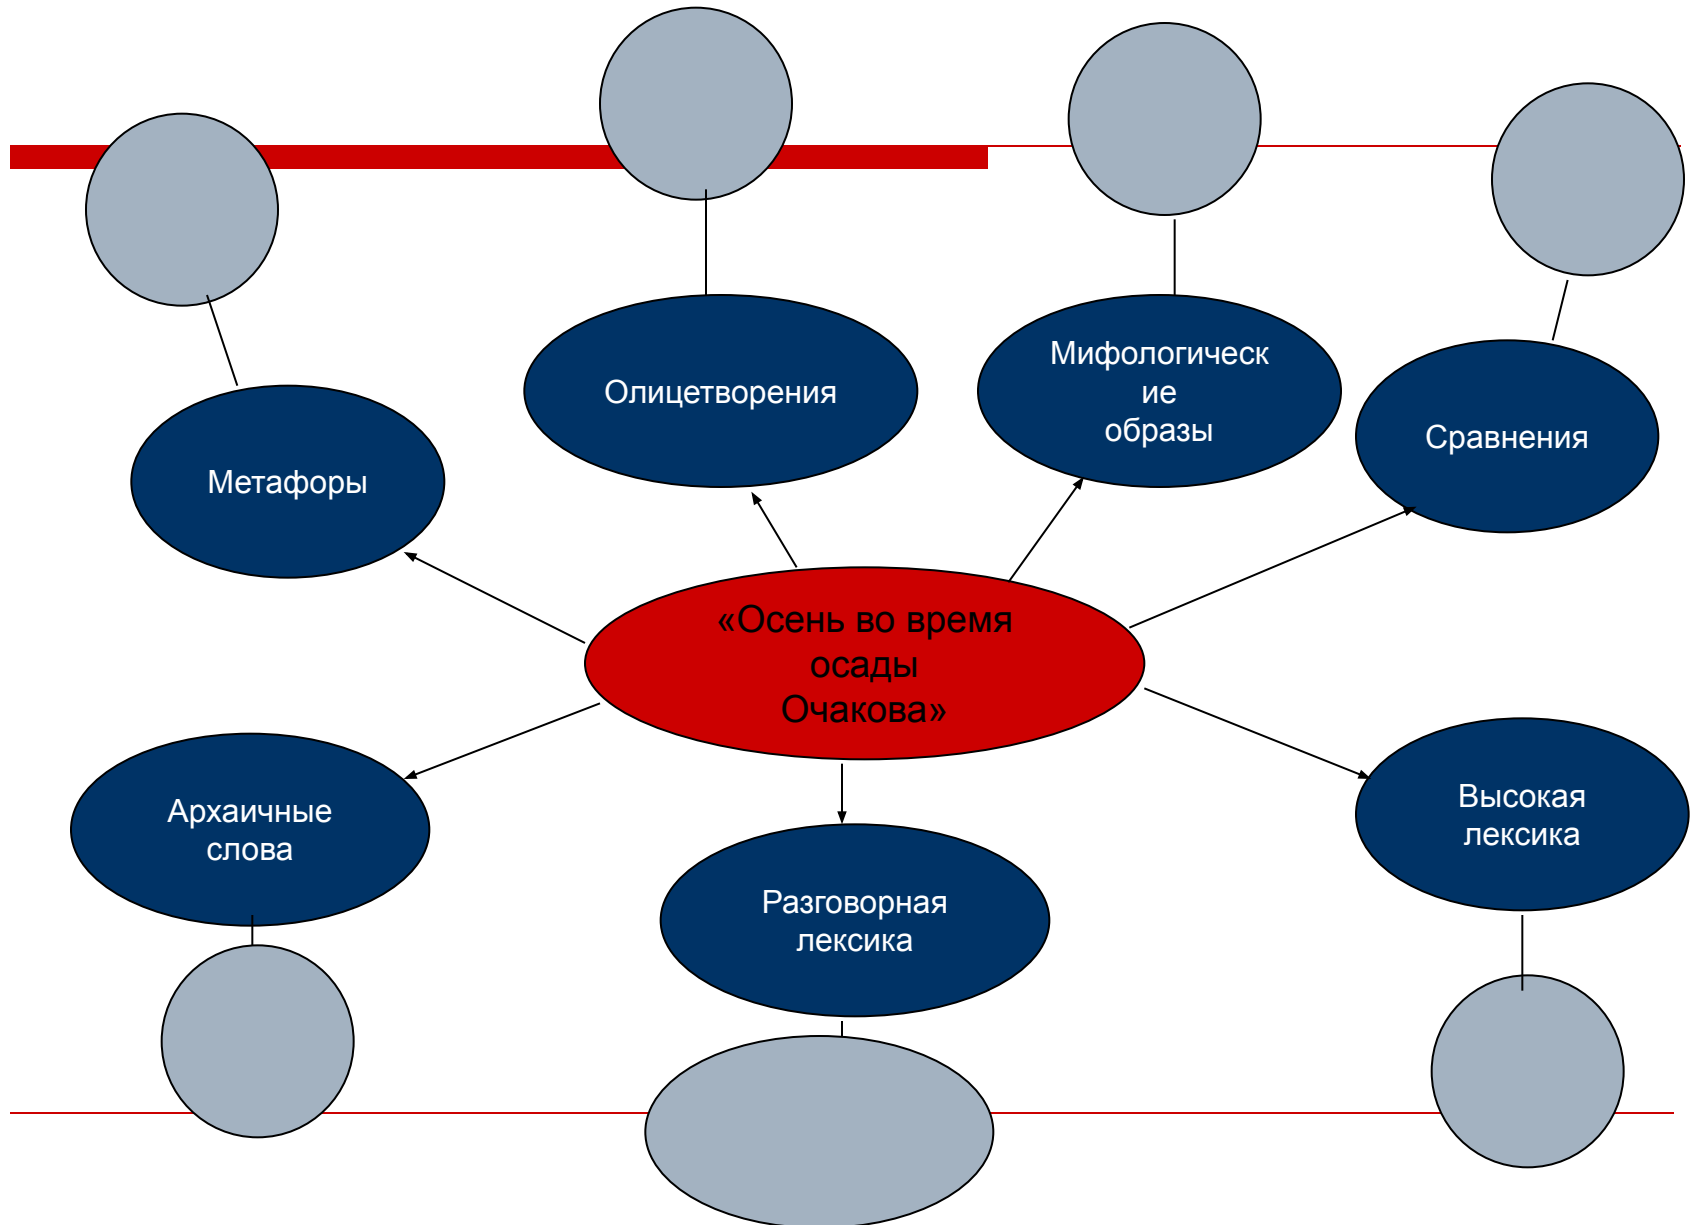 Метафоры
Олицетворения
Мифологическ
ие
образы
Сравнения
«Осень во время
осады
Очакова»
Архаичные
слова
Разговорная
лексика
Высокая
лексика